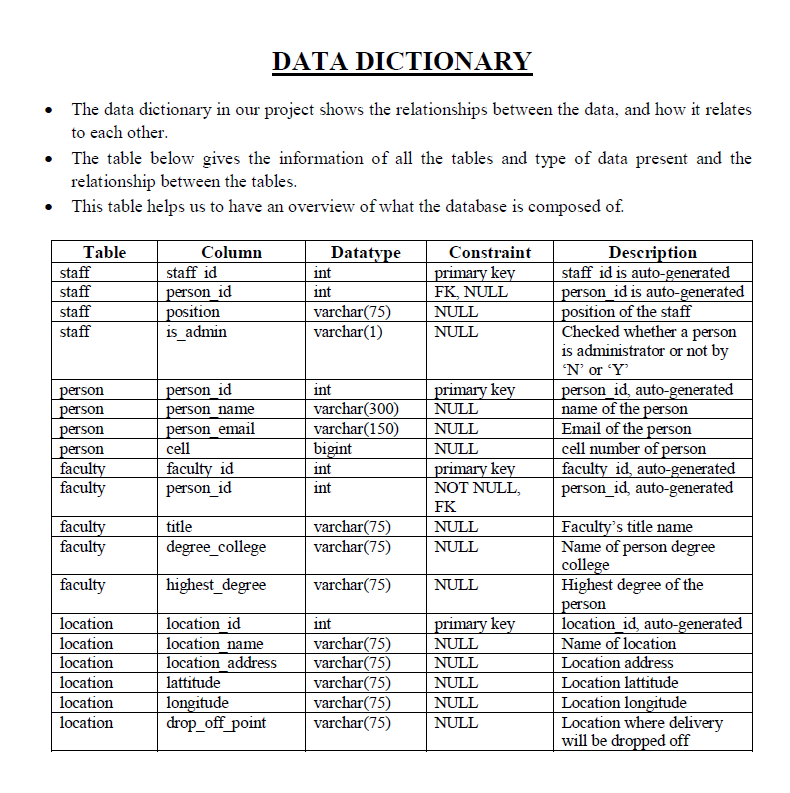 DATA DICTIONARY
• The data dictionary in our project shows the relationships between the data, and how it relates
to each other.
• The table below gives the information of all the tables and type of data present and the
relationship between the tables.
• This table helps us to have an overview of what the database is composed of.
Table Column Datatype Constraint Description
staff staff_id int primary key staff_id is auto-generated
staff person_id int FK, NULL person_id is auto-generated
staff position varchar(75) NULL position of the staff
staff is_admin varchar(1) NULL Checked whether a person
is administrator or not by
‘N’ or ‘Y’
person person_id int primary key person_id, auto-generated
person person_name varchar(300) NULL name of the person
person person_email varchar(150) NULL Email of the person
person cell bigint NULL cell number of person
faculty faculty_id int primary key faculty_id, auto-generated
faculty person_id int NOT NULL, person_id, auto-generated
FK
faculty title varchar(75) NULL Faculty’s title name
faculty degree_college varchar(75) NULL Name of person degree
college
faculty highest_degree varchar(75) NULL Highest degree of the
person
location location_id int primary key location_id, auto-generated
location location_name varchar(75) NULL Name of location
location location_address varchar(75) NULL Location address
location lattitude varchar(75) NULL Location lattitude
location longitude varchar(75) NULL Location longitude
location drop_off_point varchar(75) NULL Location where delivery
will be dropped off